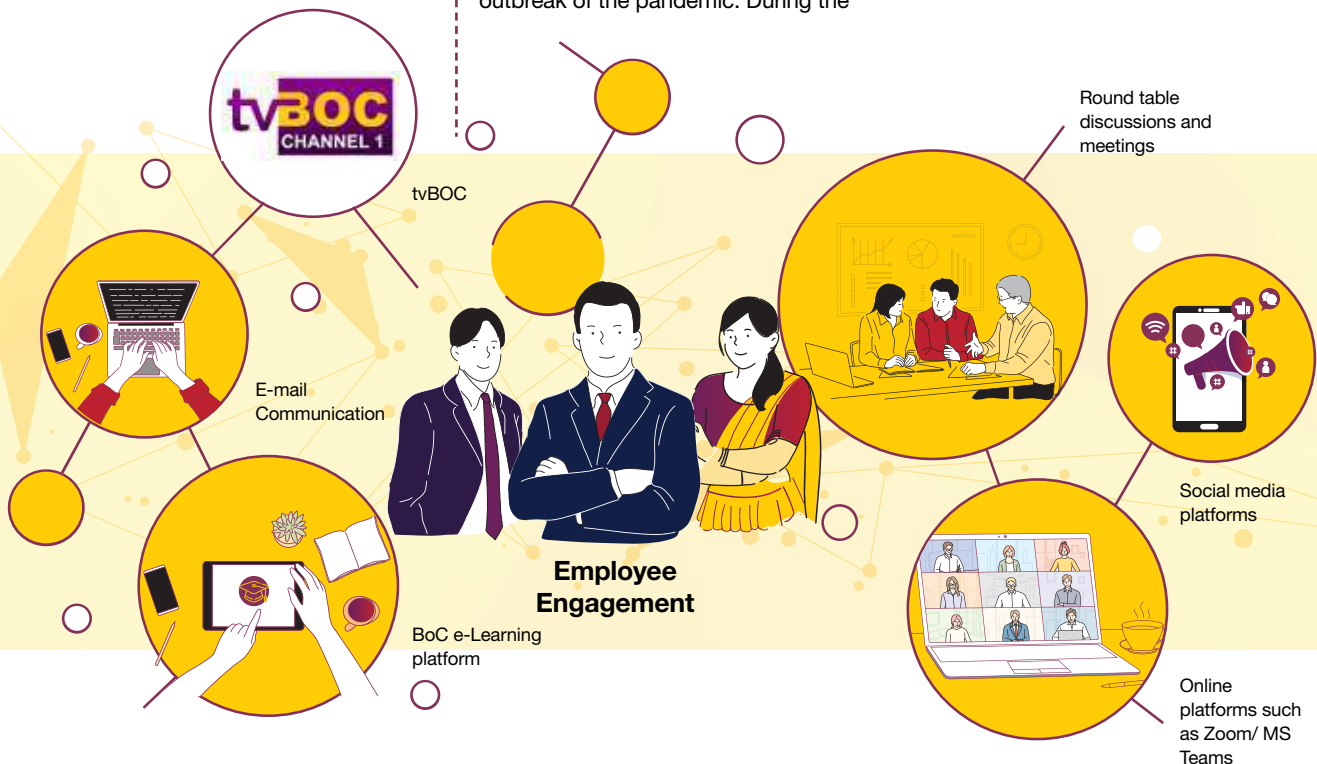 outbreak of the pandemic. During the
tvBOC
CHANNEL 1
tvBOC
Round table
discussions and
meetings
E-mail
Communication
Social media
platforms
Employee
Engagement
BoC e-Learning
platform
Online
platforms such
as Zoom/ MS
Teams